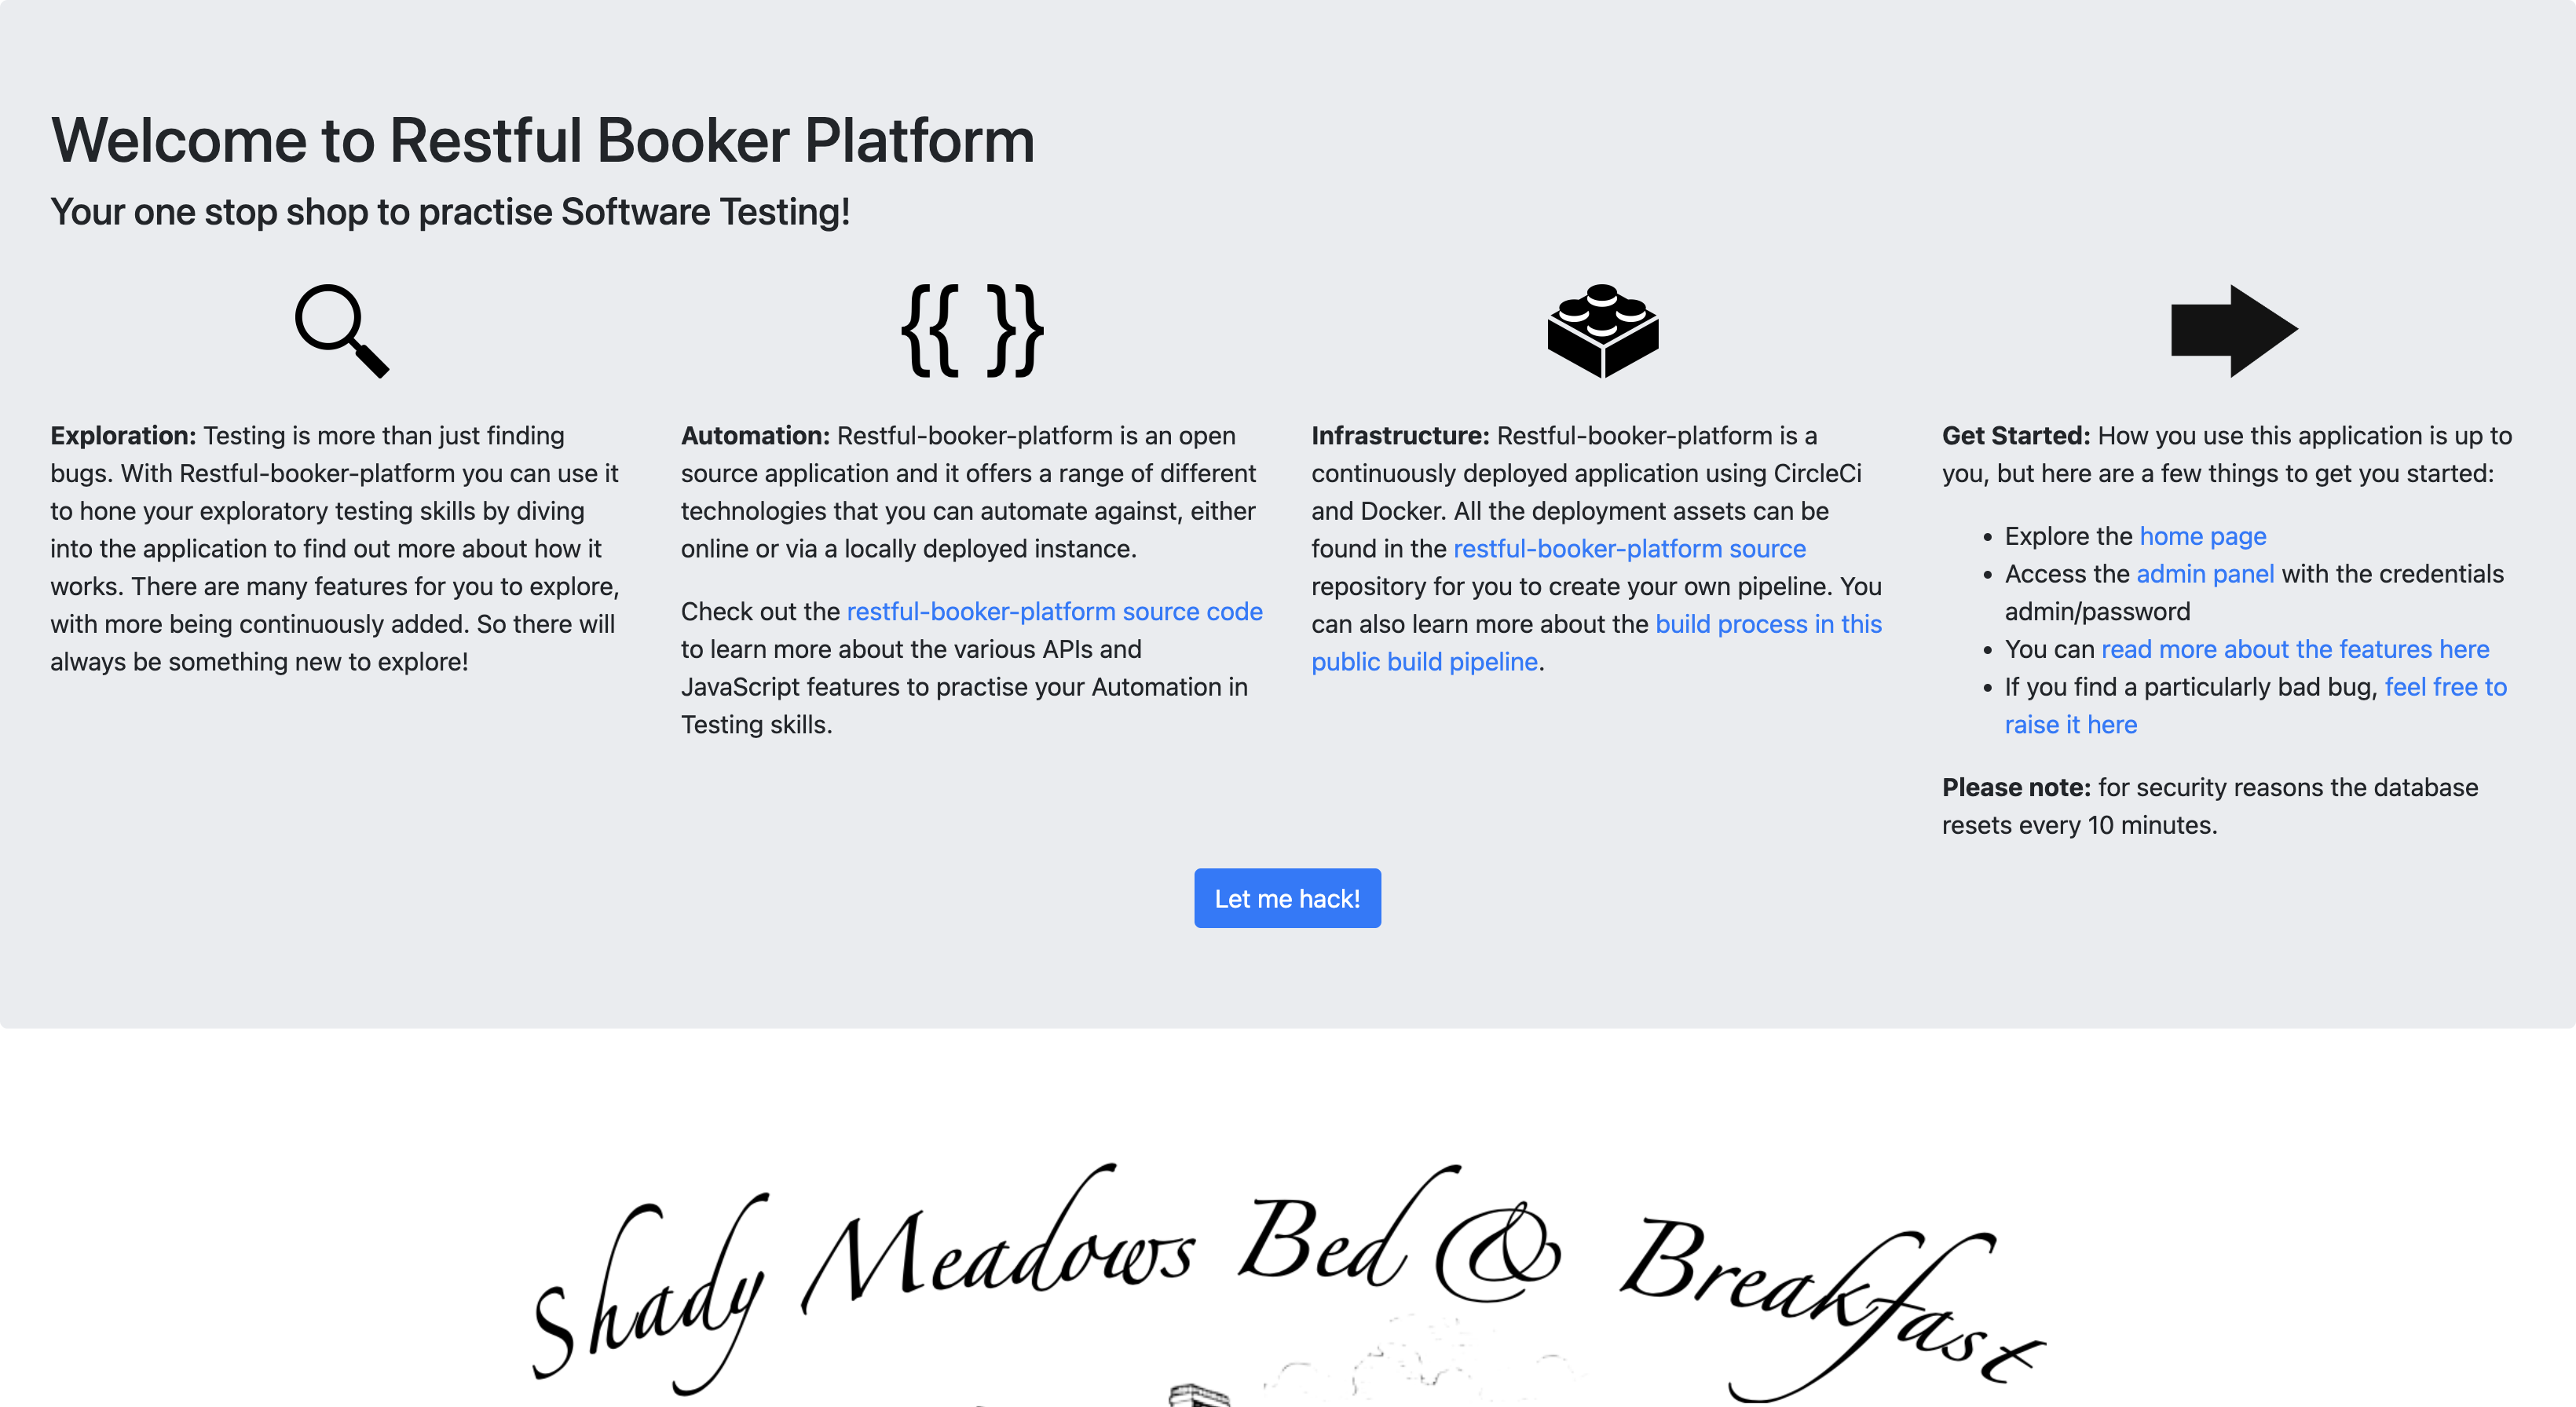 Welcome to Restful Booker Platform
Your one stop shop to practise Software Testing!
{{ }}
Exploration: Testing is more than just finding
bugs. With Restful-booker-platform you can use it
to hone your exploratory testing skills by diving
into the application to find out more about how it
works. There are many features for you to explore,
with more being continuously added. So there will
always be something new to explore!
Automation: Restful-booker-platform is an open
source application and it offers a range of different
technologies that you can automate against, either
online or via a locally deployed instance.
Check out the restful-booker-platform source code
to learn more about the various APIs and
JavaScript features to practise your Automation in
Testing skills.
Infrastructure: Restful-booker-platform is a
continuously deployed application using CircleCi
and Docker. All the deployment assets can be
found in the restful-booker-platform source
repository for you to create your own pipeline. You
can also learn more about the build process in this
public build pipeline.
Get Started: How you use this application is up to
you, but here are a few things to get you started:
• Explore the home page
• Access the admin panel with the credentials
admin/password
• You can read more about the features here
• If you find a particularly bad bug, feel free to
raise it here
Please note: for security reasons the database
resets every 10 minutes.
Let me hack!
Shady Meadows Bed & Breakfast